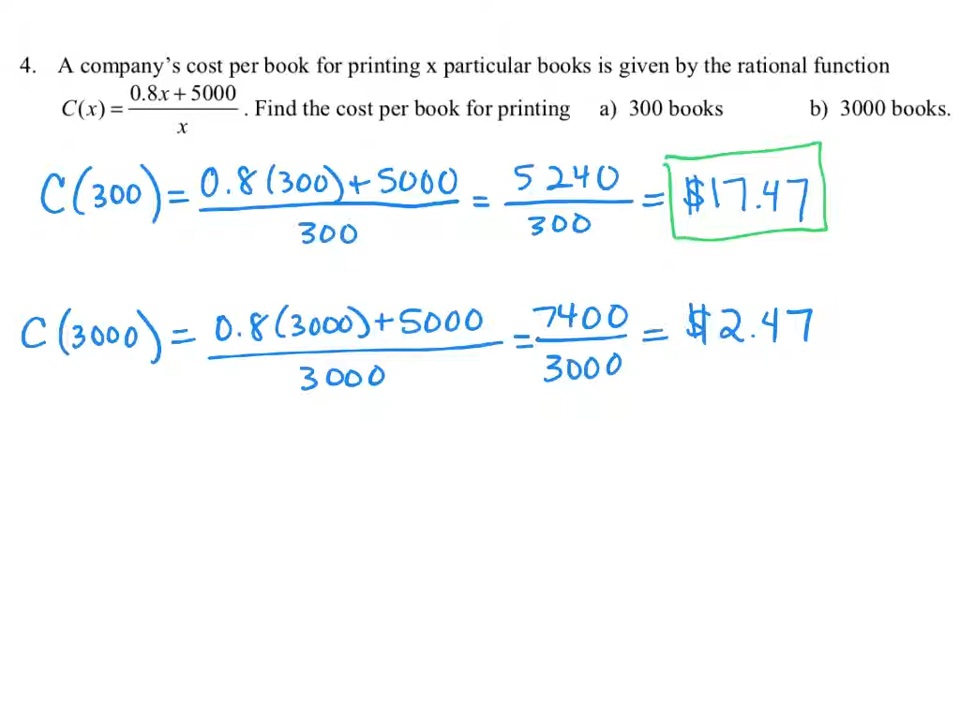 4. A company's cost per book for printing x particular books is given by the rational function
C(x) = (0.8x + 5000)/x . Find the cost per book for printing a) 300 books b) 3000 books.
C(300) = (0.8(300)+5000)/300 = 5240/300 = $17.47
C(3000) = (0.8(3000)+5000)/3000 = 7400/3000 = $2.47